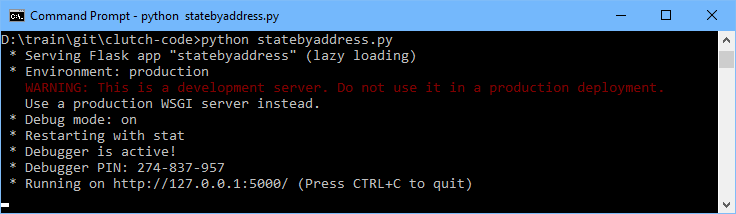 Command Prompt - python  statebyaddress.py
D:\train\git\clutch-code>python statebyaddress.py
 * Serving Flask app "statebyaddress" (lazy loading)
 * Environment: production
   WARNING: This is a development server. Do not use it in a production deployment.
   Use a production WSGI server instead.
 * Debug mode: on
 * Restarting with stat
 * Debugger is active!
 * Debugger PIN: 274-837-957
 * Running on http://127.0.0.1:5000/ (Press CTRL+C to quit)